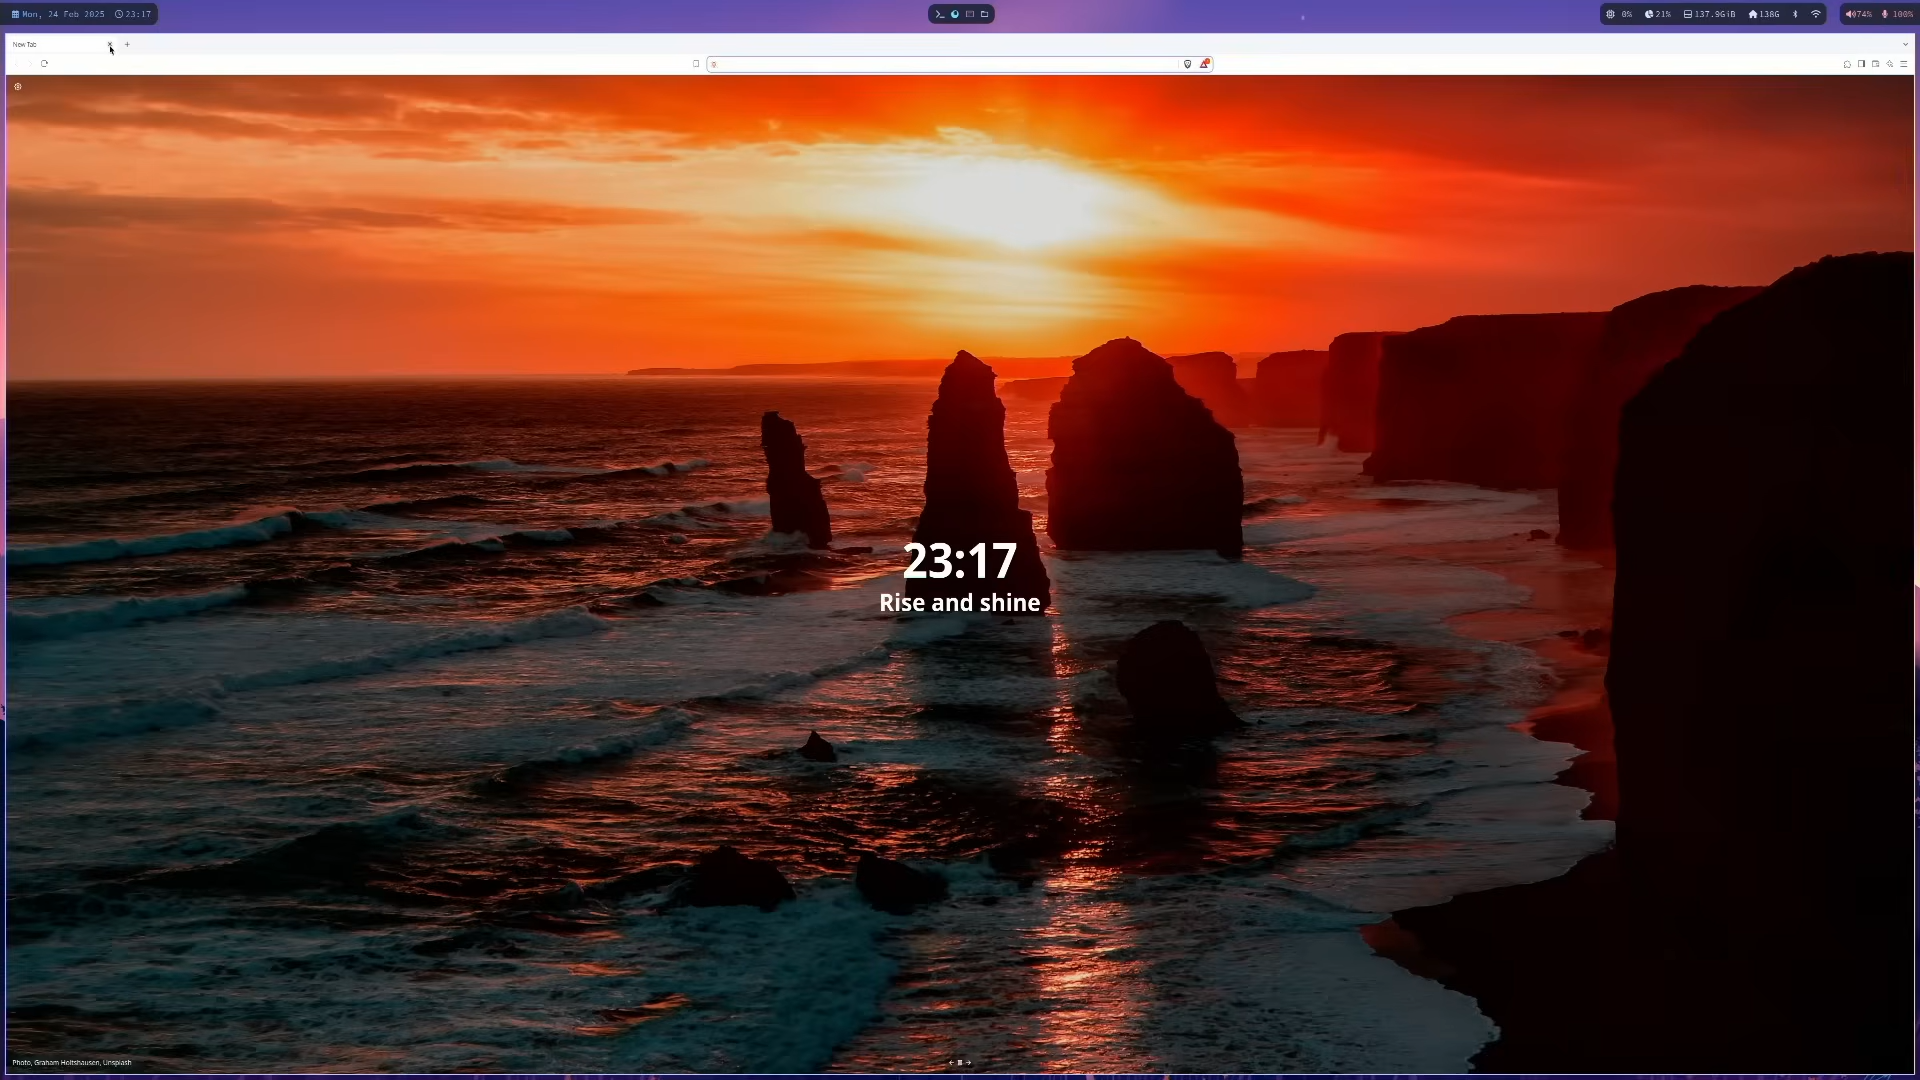 Mon, 24 Feb 2025 23:17
0% 21% 137.9GiB 138G 74% 100%
New Tab
23:17
Rise and shine
Photo, Graham Holtshausen, Unsplash